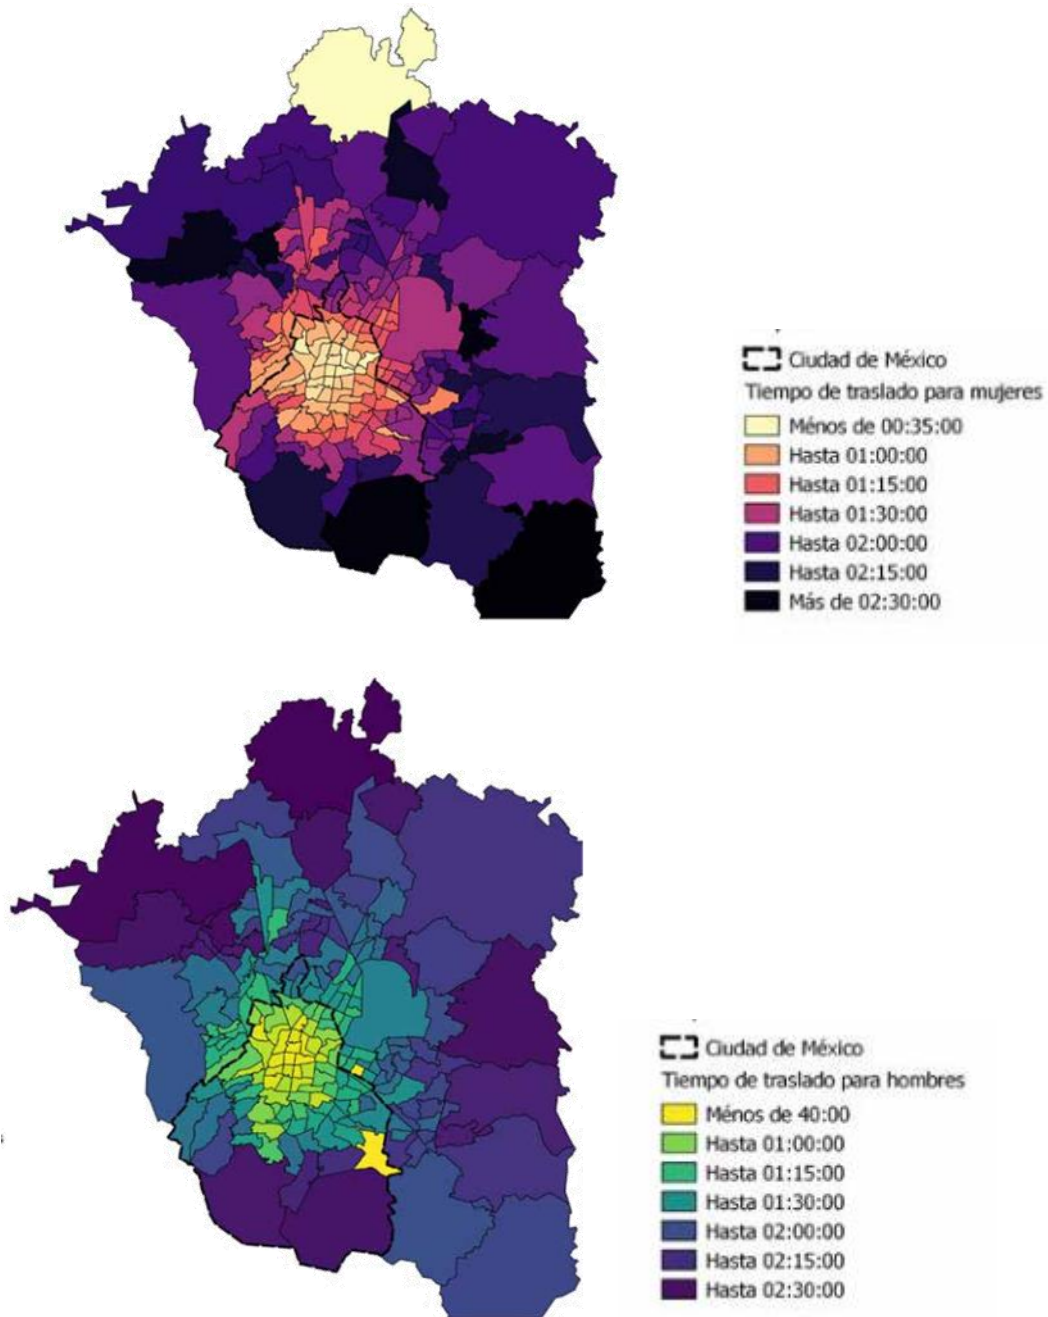 Ciudad de México
Tiempo de traslado para mujeres
Ménos de 00:35:00
Hasta 01:00:00
Hasta 01:15:00
Hasta 01:30:00
Hasta 02:00:00
Hasta 02:15:00
Más de 02:30:00
Ciudad de México
Tiempo de traslado para hombres
Ménos de 40:00
Hasta 01:00:00
Hasta 01:15:00
Hasta 01:30:00
Hasta 02:00:00
Hasta 02:15:00
Hasta 02:30:00